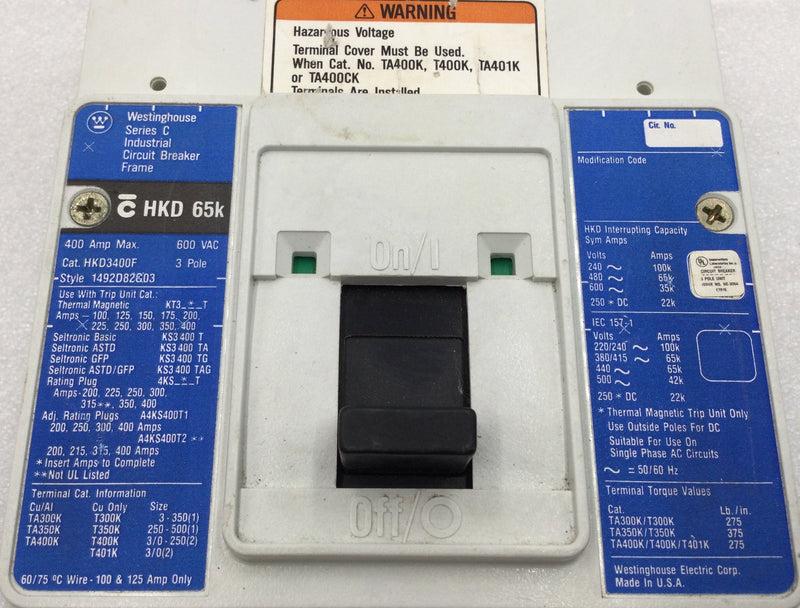 WARNING
Hazardous Voltage
Terminal Cover Must Be Used.
When Cat. No. TA400K, T400K, TA401K
or TA400CK
Terminals Are Installed.
Westinghouse
Series C
Industrial
Circuit Breaker
Frame
C HKD 65k
400 Amp Max. 600 VAC
Cat. HKD3400F 3 Pole
Style 1492D82G03
Use With Trip Unit Cat.:
Thermal Magnetic KT3_*_T
Amps - 100, 125, 150, 175, 200,
225, 250, 300, 350, 400
Seltronic Basic KS3 400 T
Seltronic ASTD KS3 400 TA
Seltronic GFP KS3 400 TG
Seltronic ASTD/GFP KS3 400 TAG
Rating Plug 4KS_*_T
Amps-200, 225, 250, 300,
315**, 350, 400
Adj. Rating Plugs A4KS400T1
200, 250, 300, 400 Amps
A4KS400T2 **
200, 215, 315, 400 Amps
*Insert Amps to Complete
**Not UL Listed
Terminal Cat. Information
Cu/Al Cu Only Size
TA300K T300K 3-350(1)
TA350K T350K 250-500(1)
TA400K T400K 3/0-250(2)
T401K 3/0(2)
60/75 ºC Wire - 100 & 125 Amp Only
On/I
Off/O
Cir. No.
Modification Code
HKD Interrupting Capacity
Sym Amps
Volts Amps
240 ~ 100k
480 ~ 65k
600 ~ 35k
250 * DC 22k
UL
Underwriters
Laboratories Inc.
CIRCUIT BREAKER
3 POLE UNIT
IEC 157-1
Volts Amps
220/240 ~ 100k
380/415 ~ 65k
440 ~ 65k
500 ~ 42k
250 * DC 22k
* Thermal Magnetic Trip Unit Only
Use Outside Poles For DC
Suitable For Use On
Single Phase AC Circuits
~ = 50/60 Hz
Terminal Torque Values
Cat. Lb./in.
TA300K/T300K 275
TA350K/T350K 375
TA400K/T400K/T401K 275
Westinghouse Electric Corp.
Made In U.S.A.